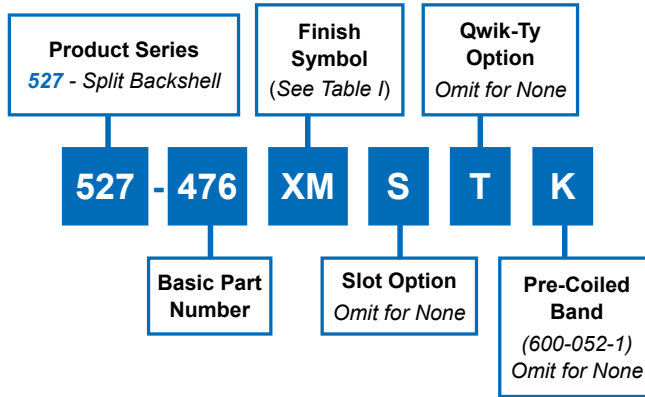 Product Series
527 - Split Backshell
Finish
Symbol
(See Table I)
Qwik-Ty
Option
Omit for None
527 - 476 XM S T K
Basic Part
Number
Slot Option
Omit for None
Pre-Coiled
Band
(600-052-1)
Omit for None